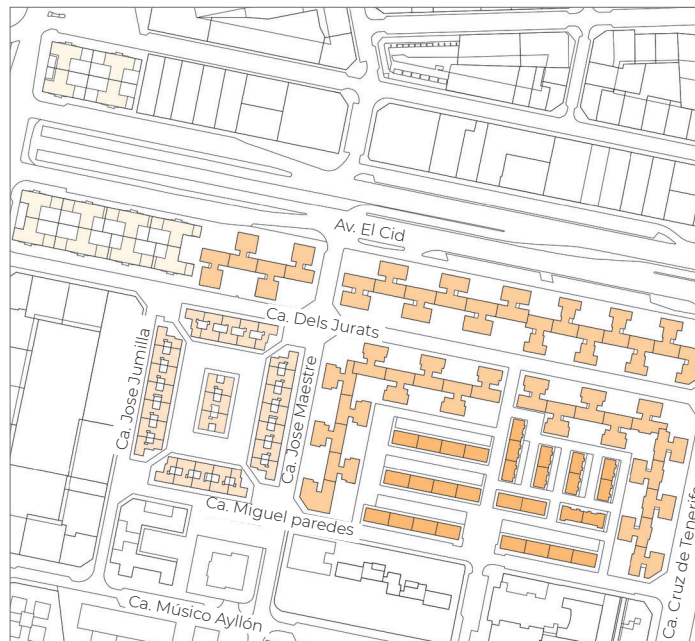 Av. El Cid
Ca. Dels Jurats
Ca. Jose Jumilla
Ca. Jose Maestre
Ca. Miguel paredes
Ca. Cruz de Tenerife
Ca. Músico Ayllón